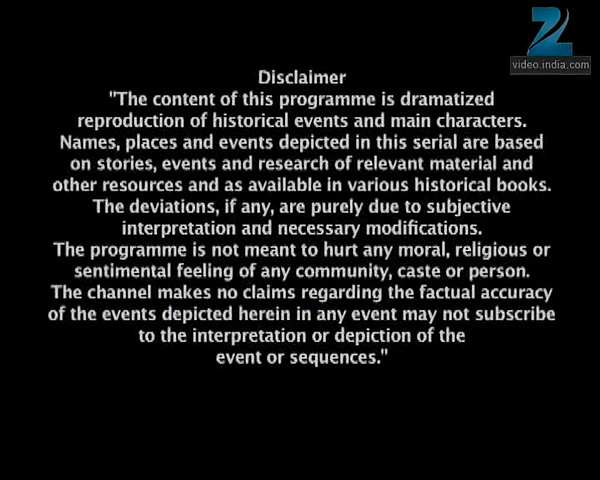 video.india.com
Disclaimer
"The content of this programme is dramatized
reproduction of historical events and main characters.
Names, places and events depicted in this serial are based
on stories, events and research of relevant material and
other resources and as available in various historical books.
The deviations, if any, are purely due to subjective
interpretation and necessary modifications.
The programme is not meant to hurt any moral, religious or
sentimental feeling of any community, caste or person.
The channel makes no claims regarding the factual accuracy
of the events depicted herein in any event may not subscribe
to the interpretation or depiction of the
event or sequences."